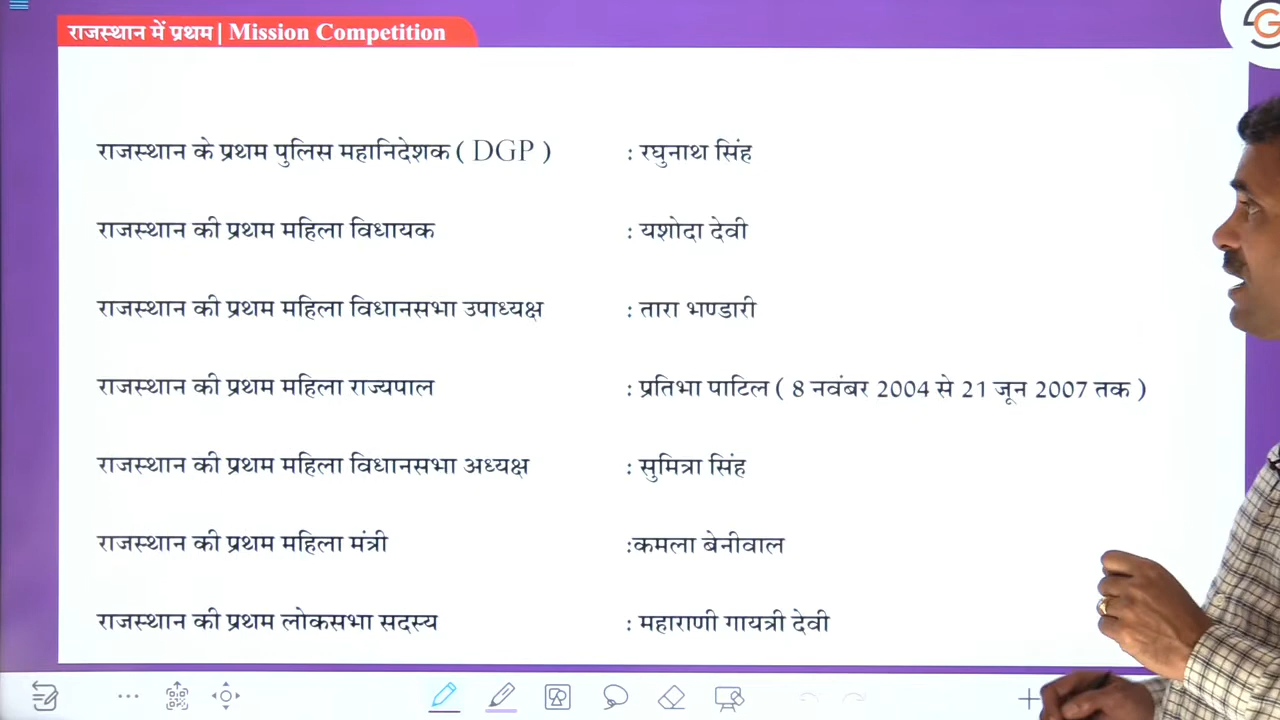 राजस्थान में प्रथम | Mission Competition
राजस्थान के प्रथम पुलिस महानिदेशक ( DGP ) : रघुनाथ सिंह
राजस्थान की प्रथम महिला विधायक : यशोदा देवी
राजस्थान की प्रथम महिला विधानसभा उपाध्यक्ष : तारा भण्डारी
राजस्थान की प्रथम महिला राज्यपाल : प्रतिभा पाटिल ( 8 नवंबर 2004 से 21 जून 2007 तक )
राजस्थान की प्रथम महिला विधानसभा अध्यक्ष : सुमित्रा सिंह
राजस्थान की प्रथम महिला मंत्री :कमला बेनीवाल
राजस्थान की प्रथम लोकसभा सदस्य : महाराणी गायत्री देवी